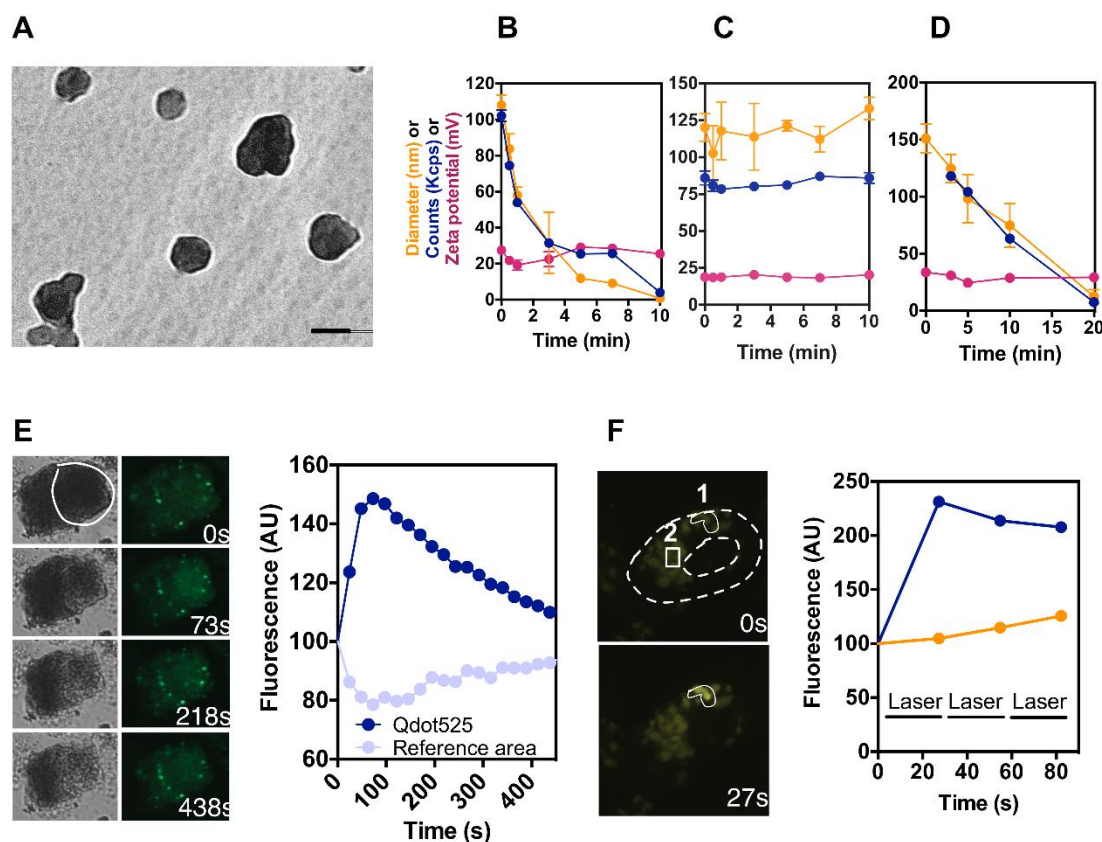 A
B
C
D
Diameter (nm) or
Counts (Kcps) or
Zeta potential (mV)
120
100
80
60
40
20
0
0 2 4 6 8 10
Time (min)
150
125
100
75
50
25
0
0 2 4 6 8 10
Time (min)
200
150
100
50
0
0 5 10 15 20
Time (min)
E
0s
73s
218s
438s
Fluorescence (AU)
160
140
120
100
80
60
Qdot525
Reference area
0 100 200 300 400
Time (s)
F
1
2
0s
27s
Fluorescence (AU)
250
200
150
100
50
0
Laser Laser Laser
0 20 40 60 80
Time (s)